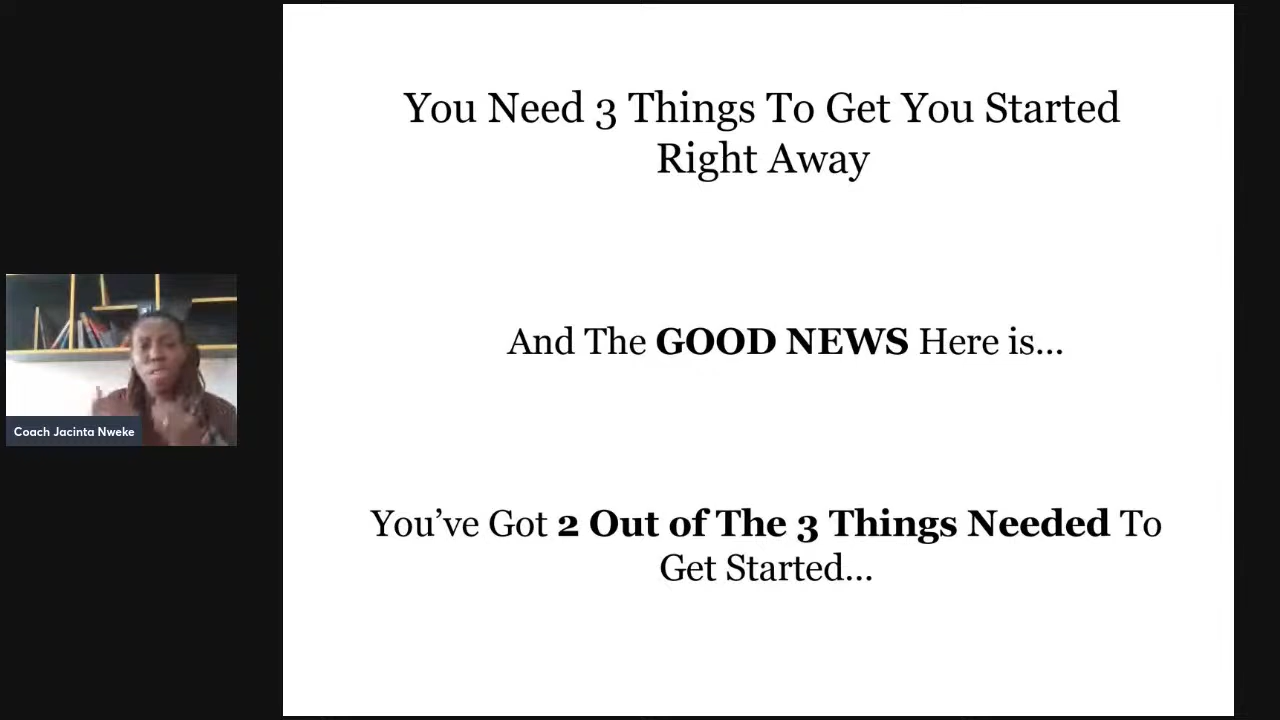 You Need 3 Things To Get You Started
Right Away
And The GOOD NEWS Here is...
You’ve Got 2 Out of The 3 Things Needed To
Get Started...
Coach Jacinta Nweke